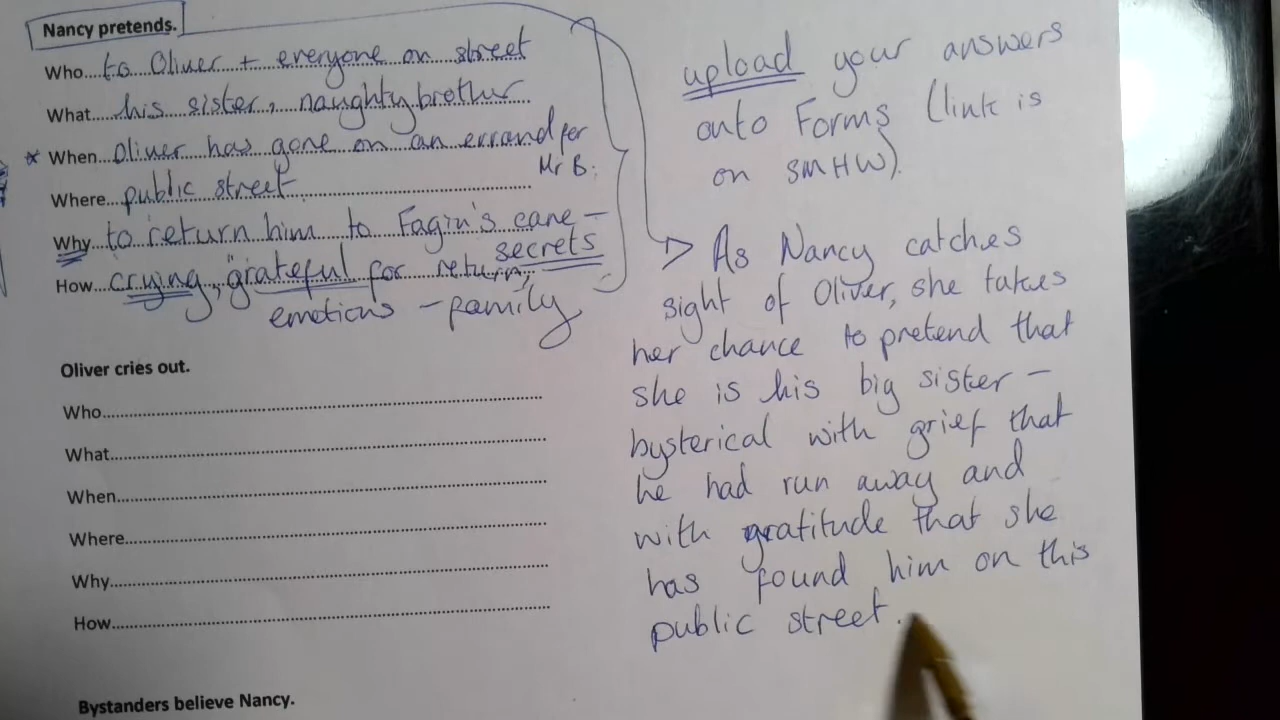 Nancy pretends.
Who...to Oliver + everyone on street
What...his sister, naughty brother
* When...Oliver has gone on an errand for
Mr B.
Where...public street
Why...to return him to Fagin's care -
secrets
How...crying, grateful for return,
emotions - family
Oliver cries out.
Who
What
When
Where
Why
How
Bystanders believe Nancy.
upload your answers
onto Forms (link is
on SMHW).
As Nancy catches
sight of Oliver, she takes
her chance to pretend that
she is his big sister -
hysterical with grief that
he had run away and
with gratitude that she
has found him on this
public street.